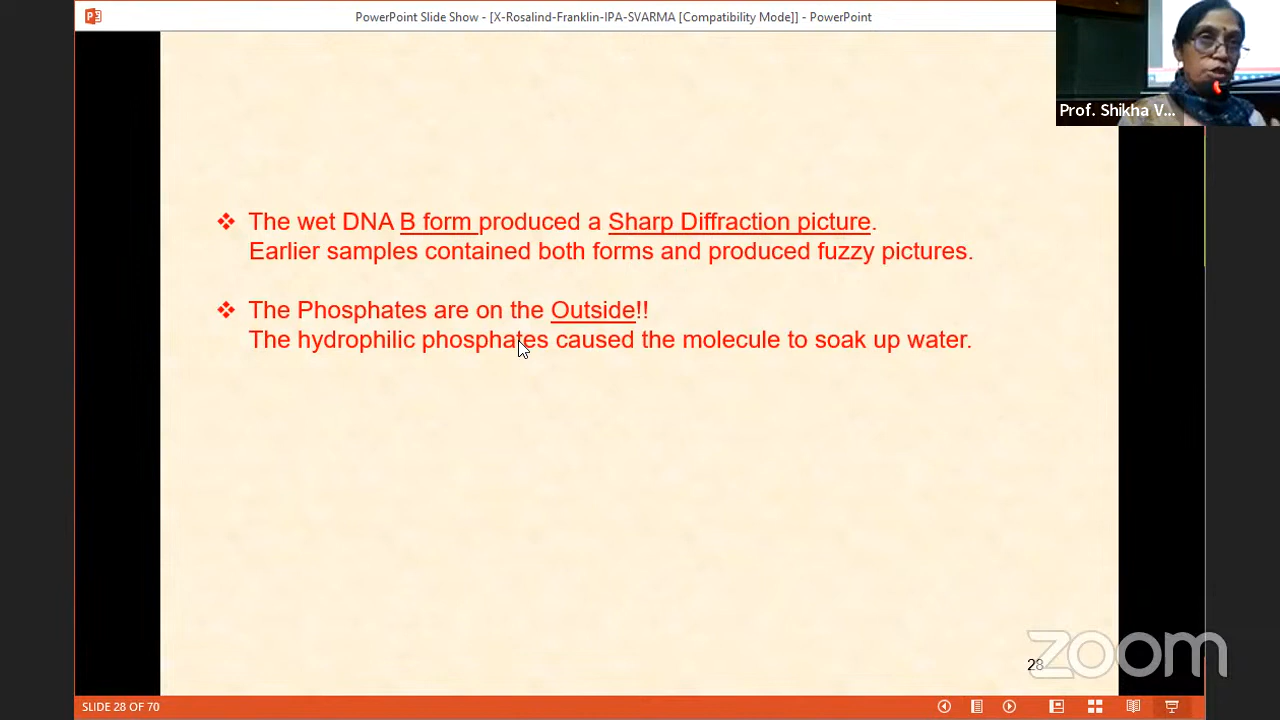 PowerPoint Slide Show - [X-Rosalind-Franklin-IPA-SVARMA [Compatibility Mode]] - PowerPoint
Prof. Shikha V...
❖ The wet DNA B form produced a Sharp Diffraction picture.
Earlier samples contained both forms and produced fuzzy pictures.
❖ The Phosphates are on the Outside!!
The hydrophilic phosphates caused the molecule to soak up water.
28
zoom
SLIDE 28 OF 70